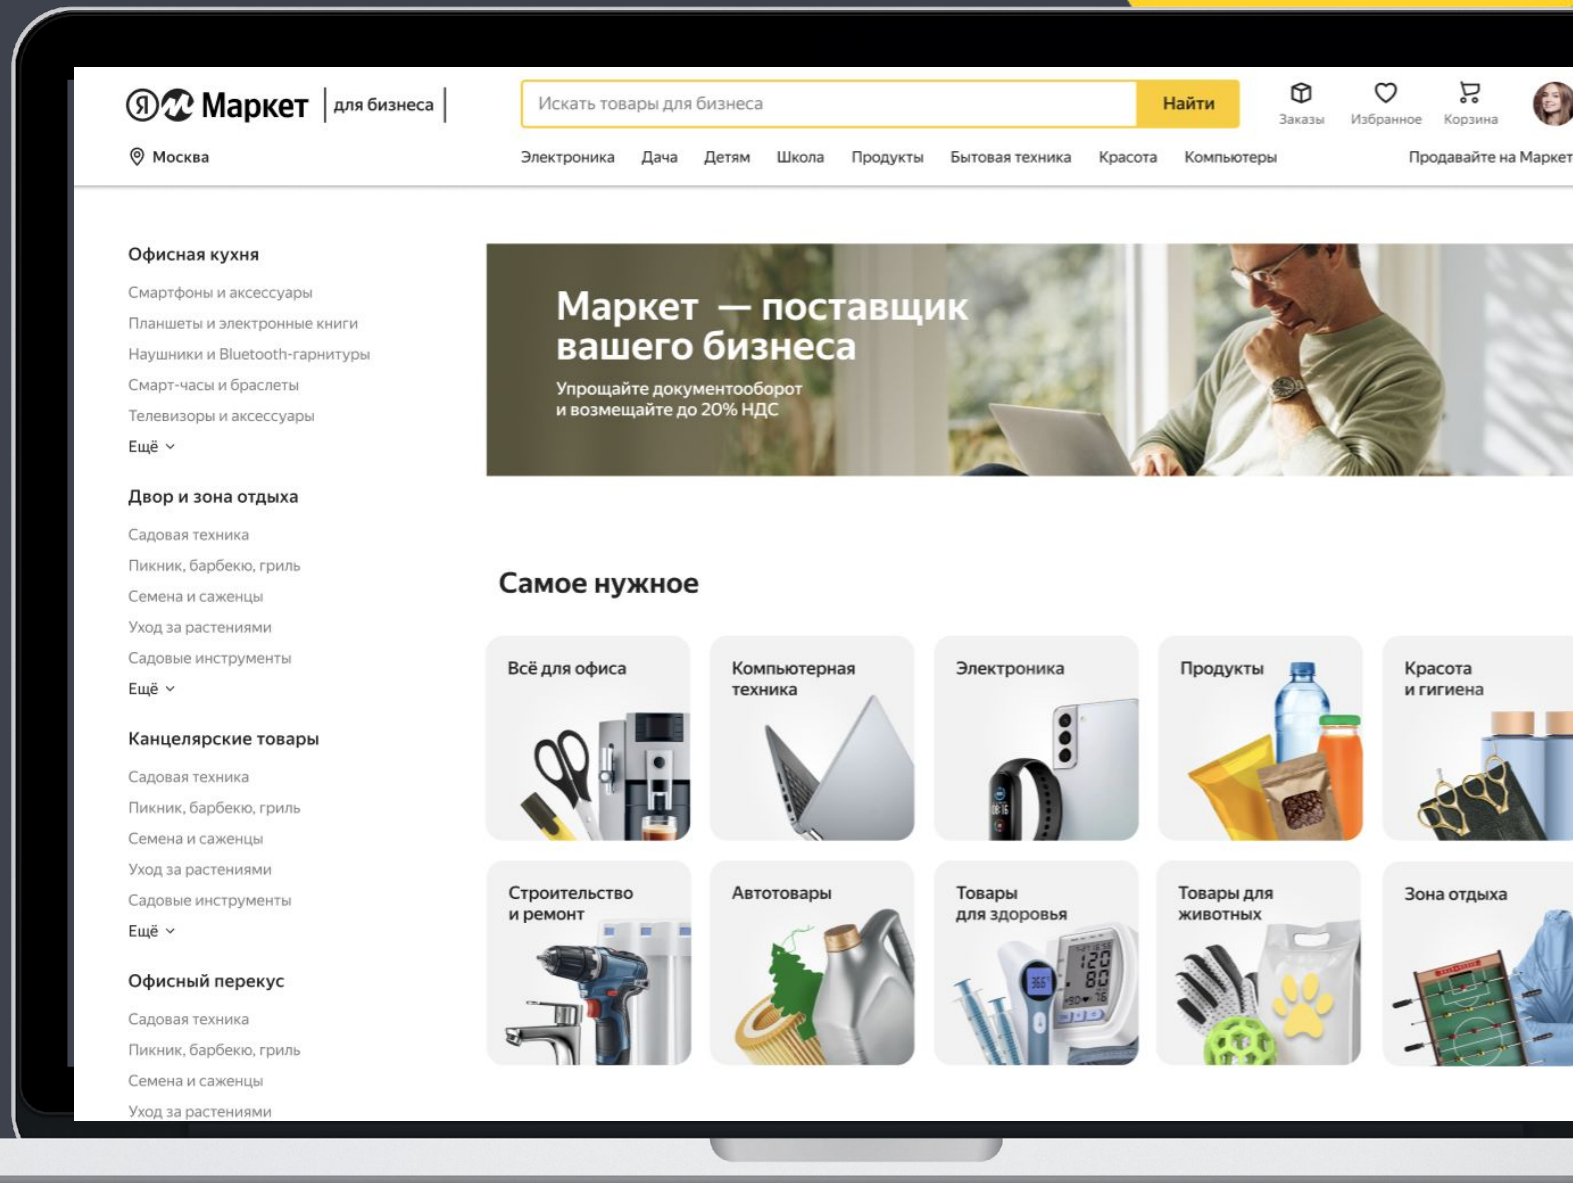 Я Маркет для бизнеса
Искать товары для бизнеса
Найти
Заказы
Избранное
Корзина
Москва
Электроника Дача Детям Школа Продукты Бытовая техника Красота Компьютеры
Продавайте на Маркет
Офисная кухня
Смартфоны и аксессуары
Планшеты и электронные книги
Наушники и Bluetooth-гарнитуры
Смарт-часы и браслеты
Телевизоры и аксессуары
Ещё
Двор и зона отдыха
Садовая техника
Пикник, барбекю, гриль
Семена и саженцы
Уход за растениями
Садовые инструменты
Ещё
Канцелярские товары
Садовая техника
Пикник, барбекю, гриль
Семена и саженцы
Уход за растениями
Садовые инструменты
Ещё
Офисный перекус
Садовая техника
Пикник, барбекю, гриль
Семена и саженцы
Уход за растениями
Маркет — поставщик
вашего бизнеса
Упрощайте документооборот
и возмещайте до 20% НДС
Самое нужное
Всё для офиса
Компьютерная
техника
Электроника
Продукты
Красота
и гигиена
Строительство
и ремонт
Автотовары
Товары
для здоровья
120
80
Товары для
животных
Зона отдыха